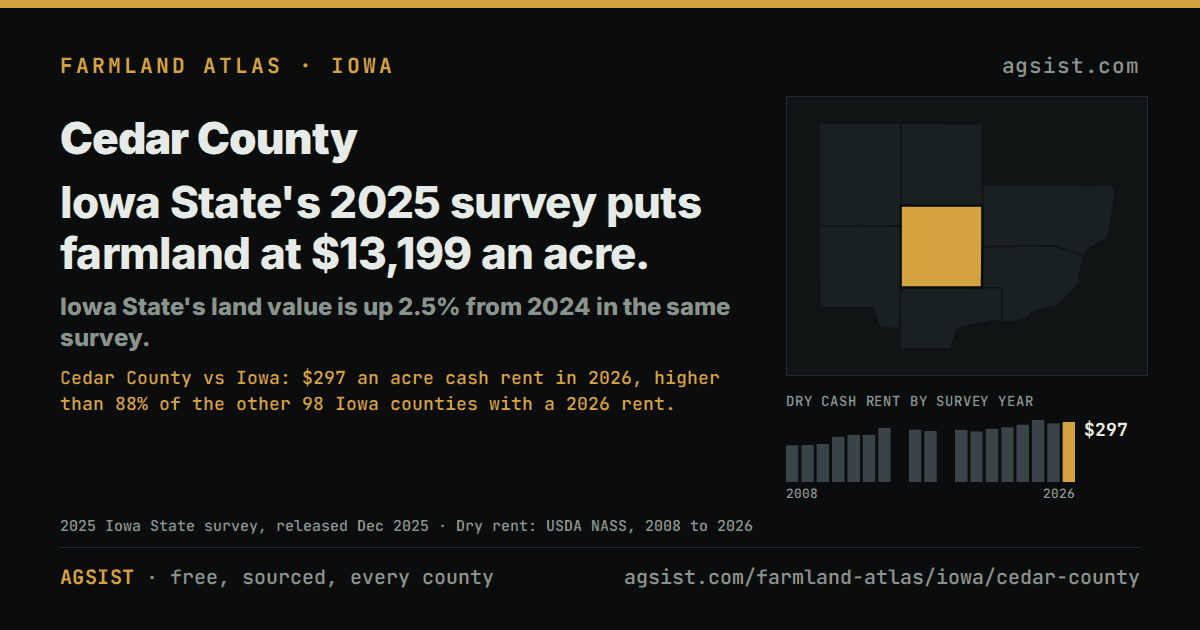 FARMLAND ATLAS · IOWA
agsist.com
Cedar County
Iowa State's 2025 survey puts
farmland at $13,199 an acre.
Iowa State's land value is up 2.5% from 2024 in the same
survey.
Cedar County vs Iowa: $297 an acre cash rent in 2026, higher
than 88% of the other 98 Iowa counties with a 2026 rent.
DRY CASH RENT BY SURVEY YEAR
$297
2008
2026
2025 Iowa State survey, released Dec 2025 · Dry rent: USDA NASS, 2008 to 2026
AGSIST · free, sourced, every county
agsist.com/farmland-atlas/iowa/cedar-county